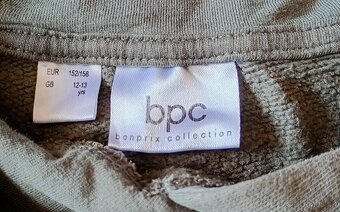 EUR 152/158
GB 12-13
yrs
bpc
bonprix collection